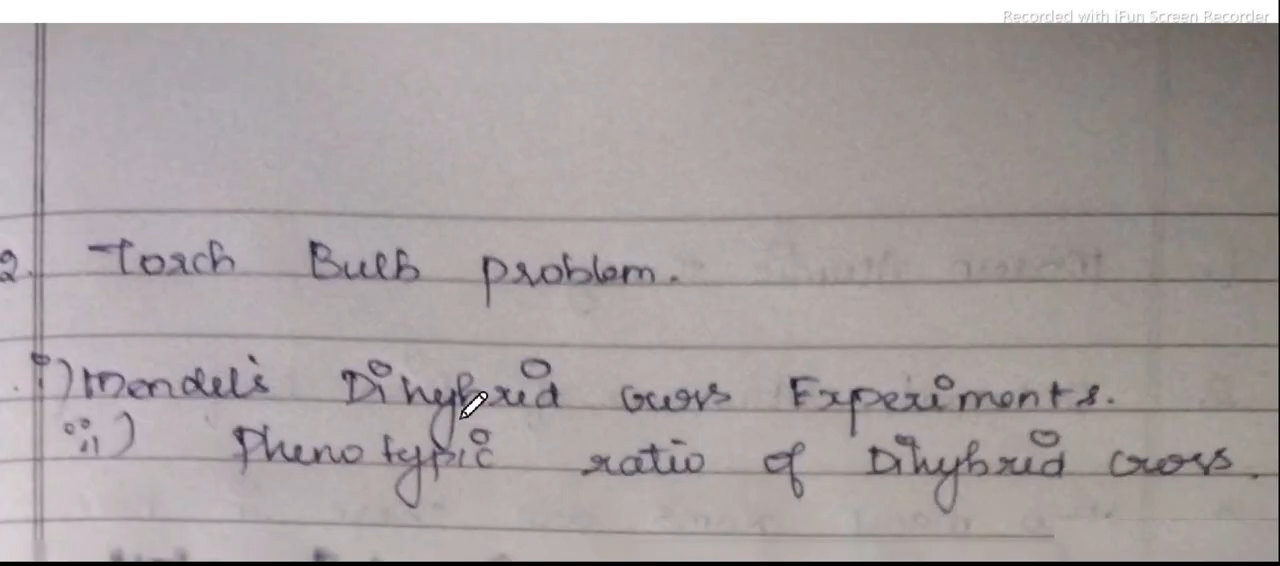 Recorded with iFun Screen Recorder
2. Torch Bulb problem.
i) Mendel's Dihybrid cross Experiments.
ii) Phenotypic ratio of Dihybrid cross.